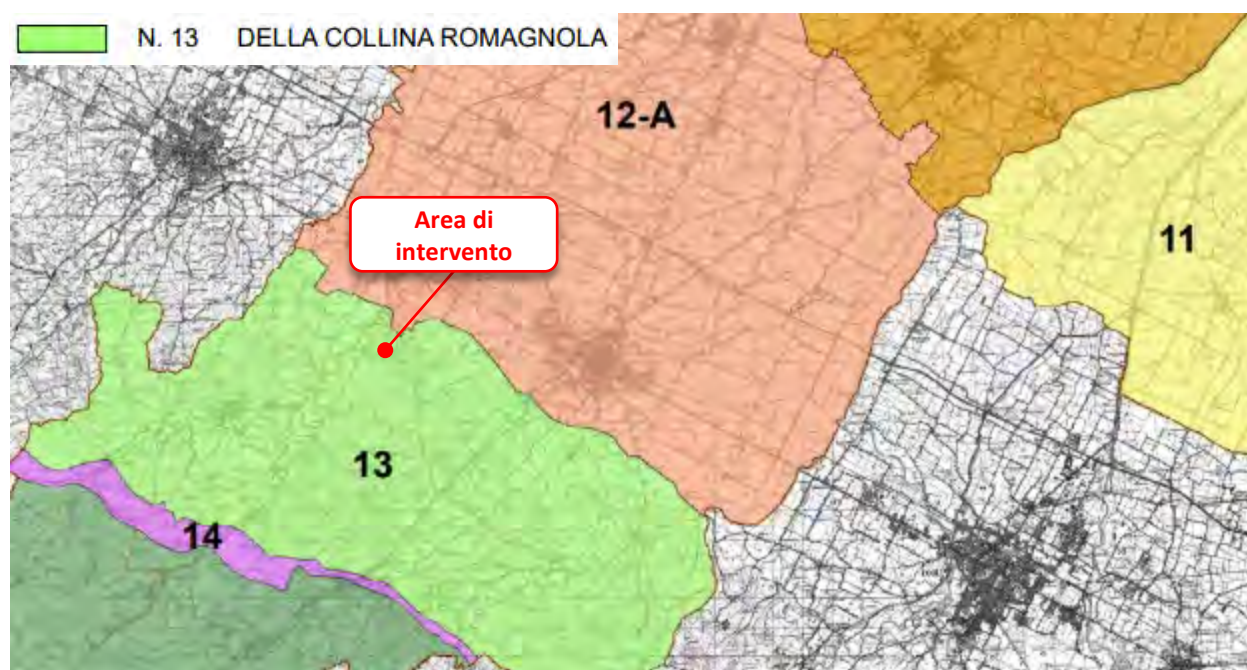 N. 13 DELLA COLLINA ROMAGNOLA
12-A
Area di
intervento
11
13
14